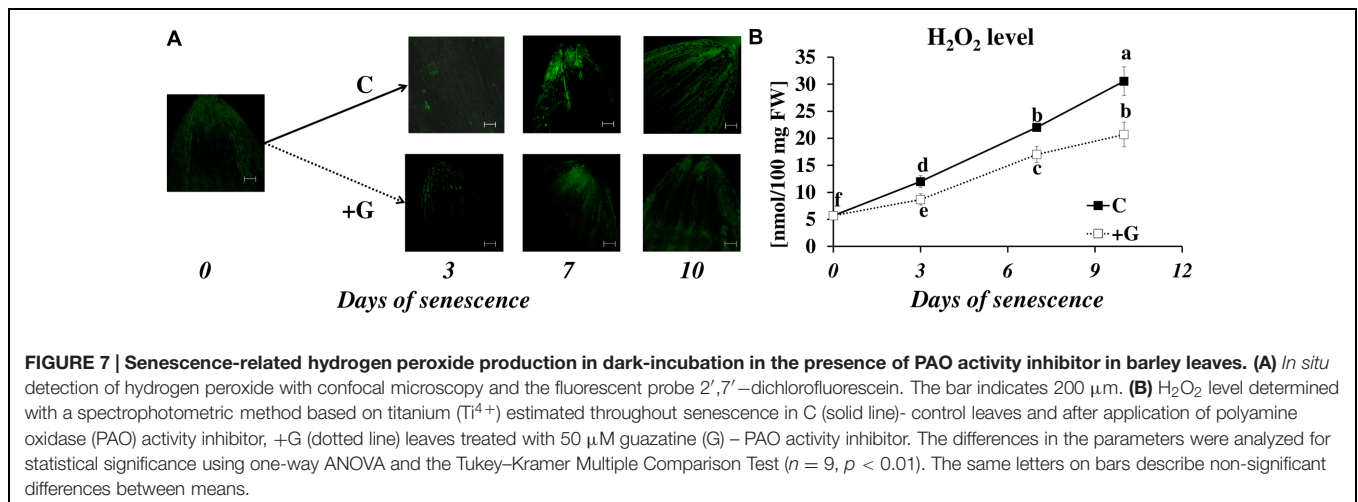 A
C
+G
0
3
7
10
Days of senescence
B
H₂O₂ level
[nmol/100 mg FW]
35
30
25
20
15
10
5
0
a
b
b
c
d
e
f
C
+G
0
3
6
9
12
Days of senescence
FIGURE 7 | Senescence-related hydrogen peroxide production in dark-incubation in the presence of PAO activity inhibitor in barley leaves. (A) In situ
detection of hydrogen peroxide with confocal microscopy and the fluorescent probe 2′,7′−dichlorofluorescein. The bar indicates 200 μm. (B) H₂O₂ level determined
with a spectrophotometric method based on titanium (Ti⁴⁺) estimated throughout senescence in C (solid line)- control leaves and after application of polyamine
oxidase (PAO) activity inhibitor, +G (dotted line) leaves treated with 50 μM guazatine (G) – PAO activity inhibitor. The differences in the parameters were analyzed for
statistical significance using one-way ANOVA and the Tukey–Kramer Multiple Comparison Test (n = 9, p < 0.01). The same letters on bars describe non-significant
differences between means.